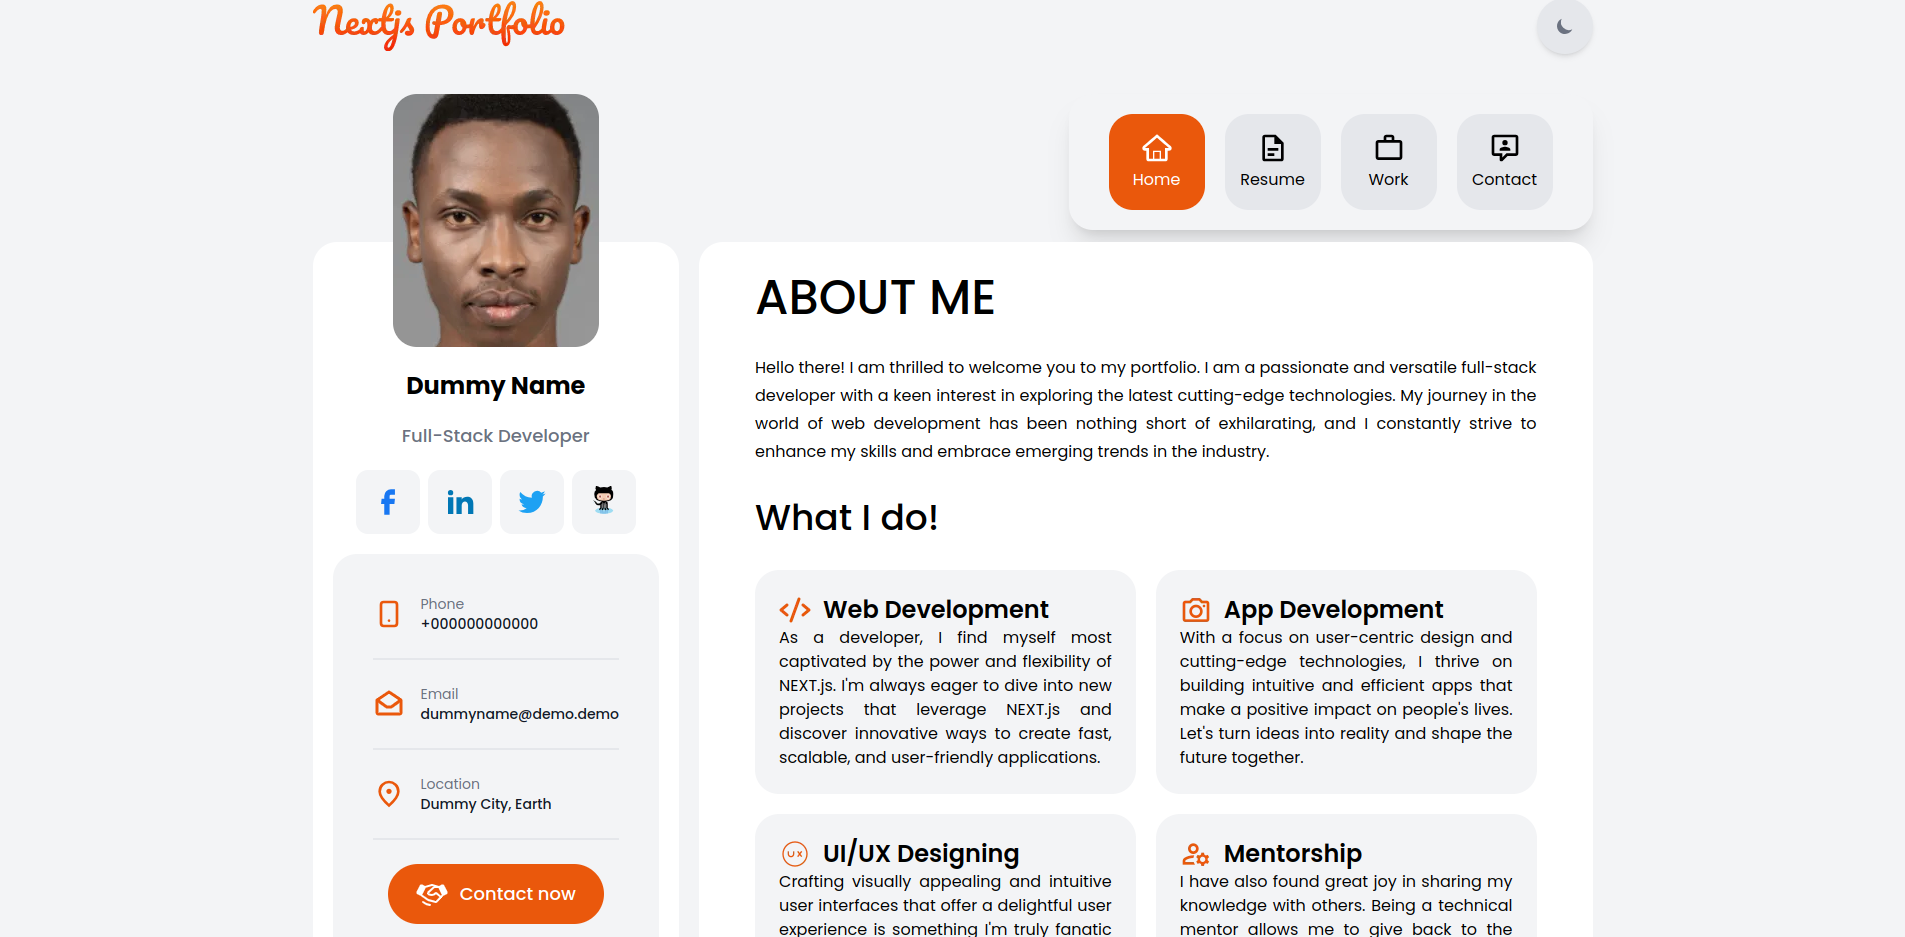 Nextjs Portfolio
Home
Resume
Work
Contact
Dummy Name
Full-Stack Developer
Phone
+000000000000
Email
dummyname@demo.demo
Location
Dummy City, Earth
Contact now
ABOUT ME
Hello there! I am thrilled to welcome you to my portfolio. I am a passionate and versatile full-stack
developer with a keen interest in exploring the latest cutting-edge technologies. My journey in the
world of web development has been nothing short of exhilarating, and I constantly strive to
enhance my skills and embrace emerging trends in the industry.
What I do!
Web Development
As a developer, I find myself most
captivated by the power and flexibility of
NEXT.js. I'm always eager to dive into new
projects that leverage NEXT.js and
discover innovative ways to create fast,
scalable, and user-friendly applications.
App Development
With a focus on user-centric design and
cutting-edge technologies, I thrive on
building intuitive and efficient apps that
make a positive impact on people's lives.
Let's turn ideas into reality and shape the
future together.
UX
UI/UX Designing
Crafting visually appealing and intuitive
user interfaces that offer a delightful user
experience is something I'm truly fanatic
Mentorship
I have also found great joy in sharing my
knowledge with others. Being a technical
mentor allows me to give back to the